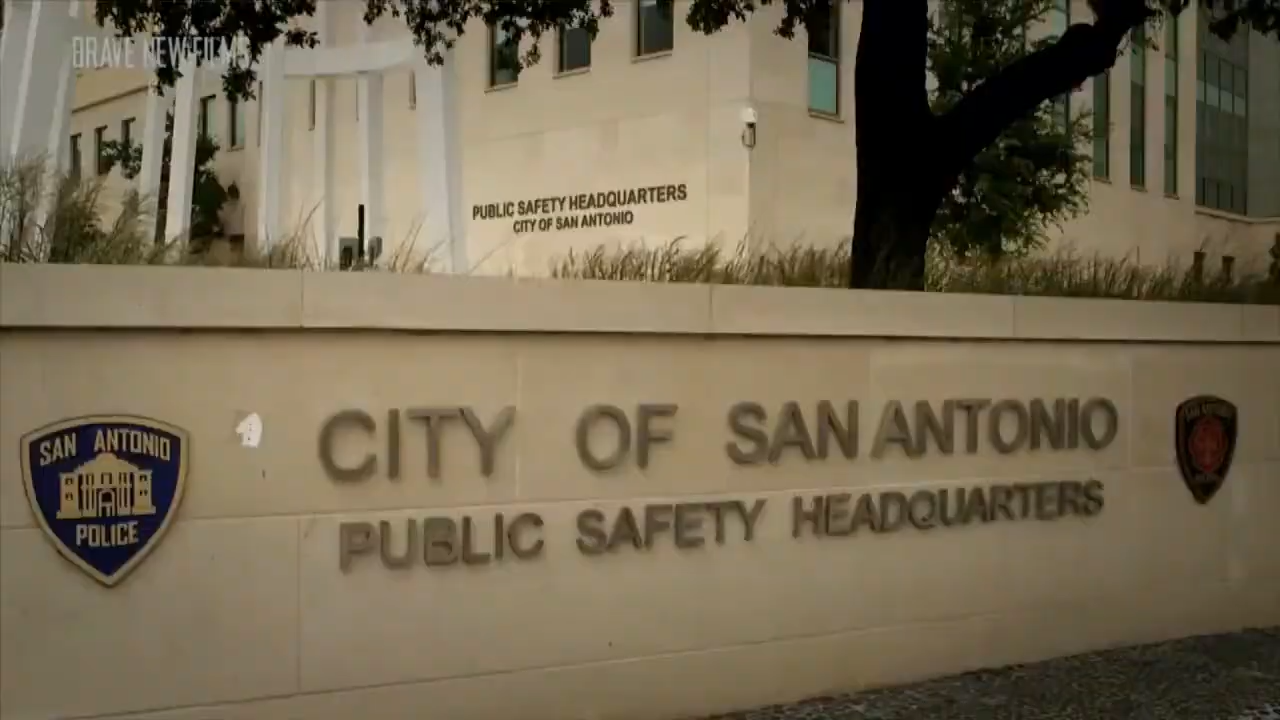 BRAVE NEW FILMS
PUBLIC SAFETY HEADQUARTERS
CITY OF SAN ANTONIO
SAN ANTONIO
POLICE
CITY OF SAN ANTONIO
PUBLIC SAFETY HEADQUARTERS